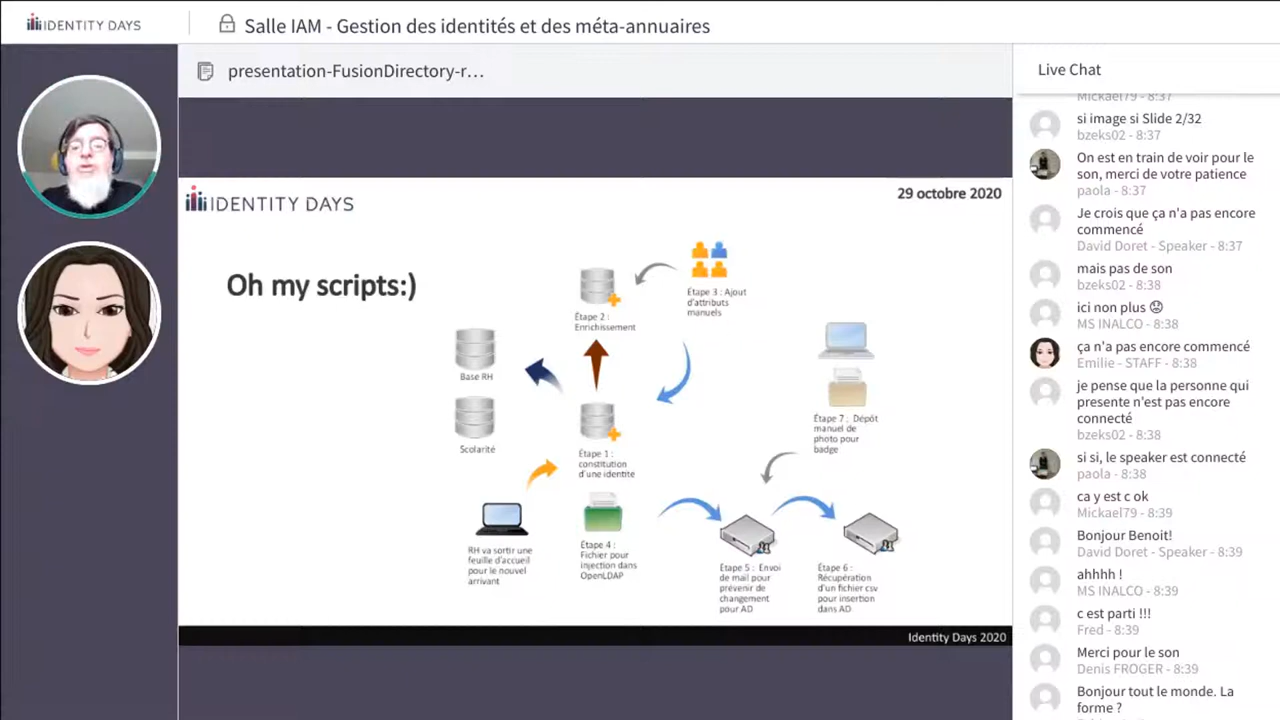 IDENTITY DAYS
Salle IAM - Gestion des identités et des méta-annuaires
presentation-FusionDirectory-r…
IDENTITY DAYS
29 octobre 2020
Oh my scripts:)
Étape 3 : Ajout
d'attributs
manuels
Étape 2 :
Enrichissement
Base RH
Scolarité
Étape 1 :
constitution
d'une identite
Étape 7 : Dépôt
manuel de
photo pour
badge
RH va sortir une
feuille d'accueil
pour le nouvel
arrivant
Étape 4 :
Fichier pour
injection dans
OpenLDAP
Étape 5 : Envoi
de mail pour
prévenir de
changement
pour AD
Étape 6 :
Récupération
d'un fichier csv
pour insertion
dans AD
Identity Days 2020
Live Chat
Mickael79 - 8:37
si image si Slide 2/32
bzeks02 - 8:37
On est en train de voir pour le
son, merci de votre patience
paola - 8:37
Je crois que ça n'a pas encore
commencé
David Doret - Speaker - 8:37
mais pas de son
bzeks02 - 8:38
ici non plus 😟
MS INALCO - 8:38
ça n'a pas encore commencé
Emilie - STAFF - 8:38
je pense que la personne qui
presente n'est pas encore
connecté
bzeks02 - 8:38
si si, le speaker est connecté
paola - 8:38
ca y est c ok
Mickael79 - 8:39
Bonjour Benoit!
David Doret - Speaker - 8:39
ahhhh !
MS INALCO - 8:39
c est parti !!!
Fred - 8:39
Merci pour le son
Denis FROGER - 8:39
Bonjour tout le monde. La
forme ?